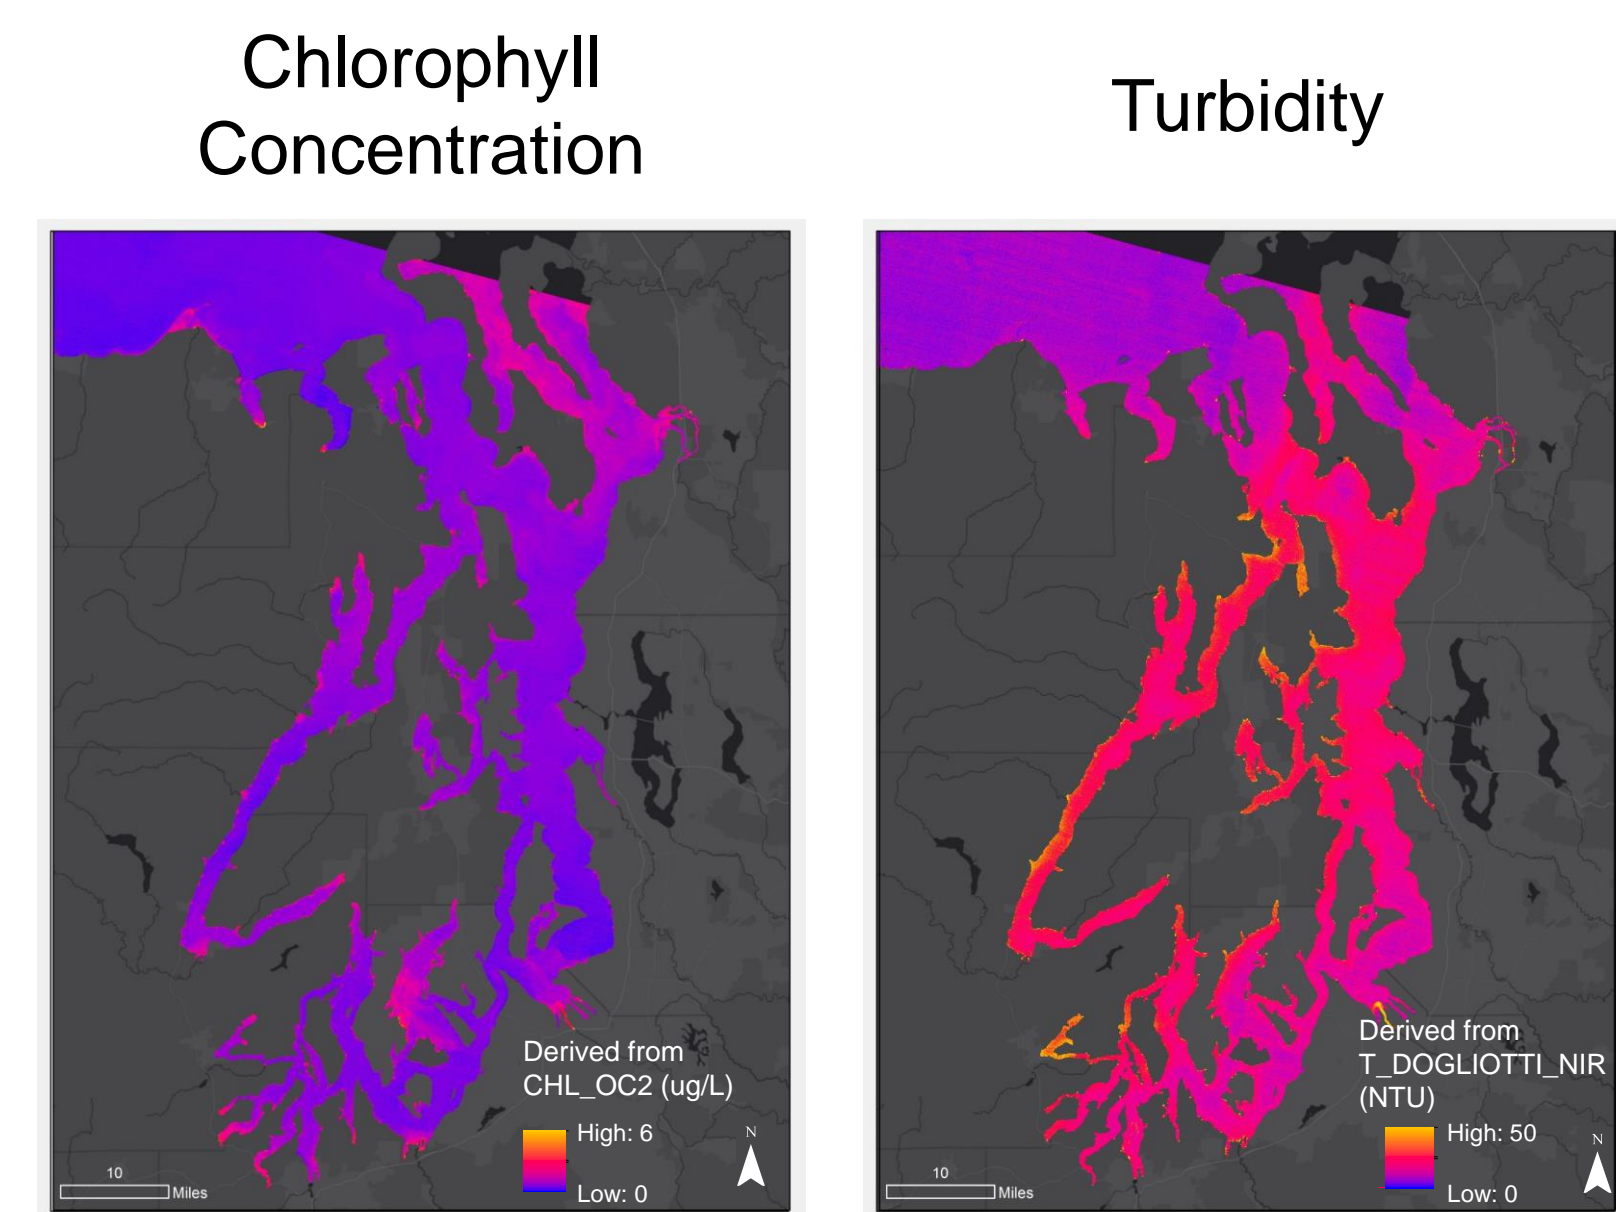 Chlorophyll
Concentration
Turbidity
Derived from
CHL_OC2 (ug/L)
High: 6
Low: 0
N
10
Miles
Derived from
T_DOGLIOTTI_NIR
(NTU)
High: 50
Low: 0
N
10
Miles